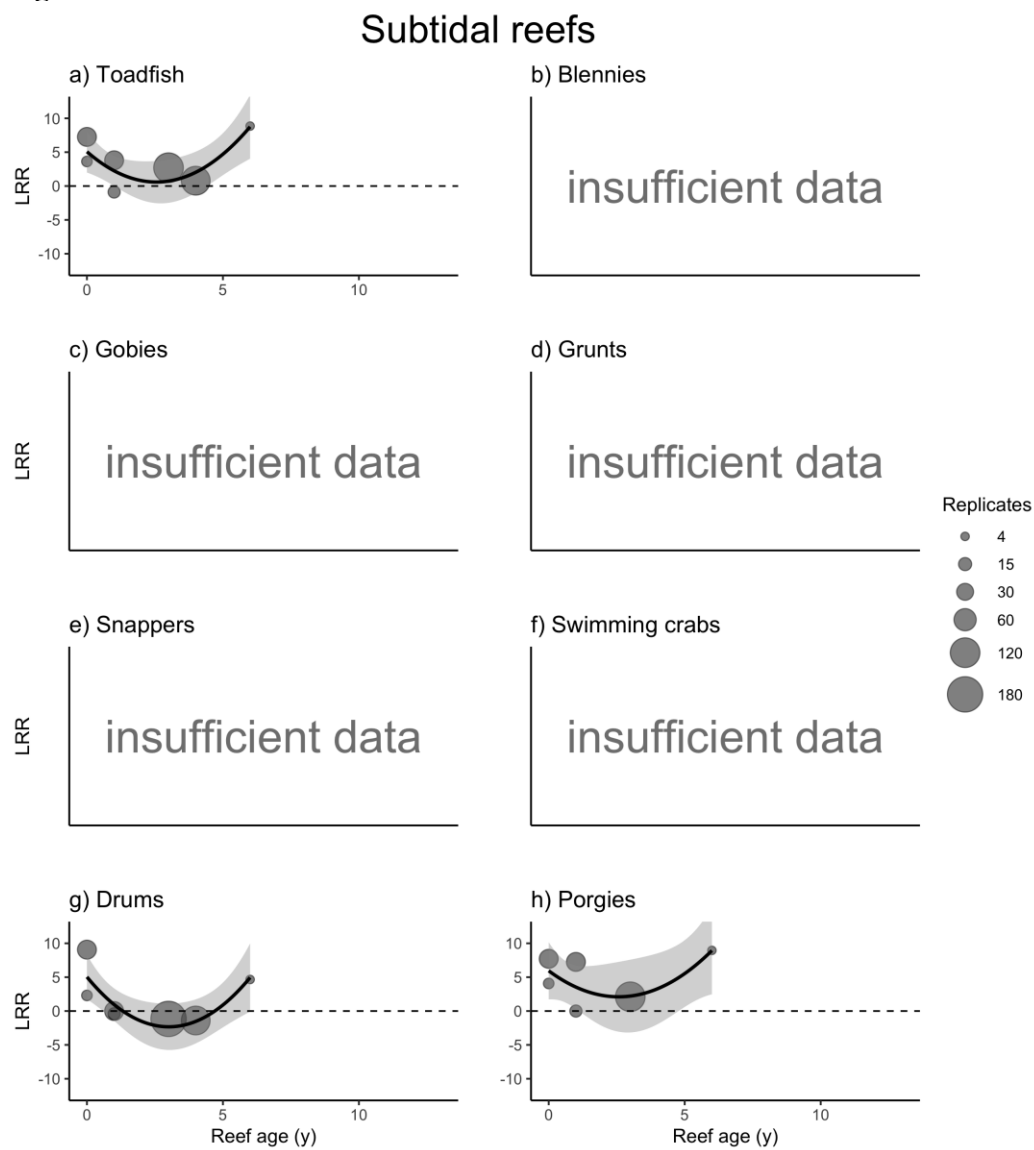 Subtidal reefs
a) Toadfish
b) Blennies
LRR
10
5
0
-5
-10
0 5 10
insufficient data
c) Gobies
d) Grunts
LRR
insufficient data
insufficient data
Replicates
4
15
30
60
120
180
e) Snappers
f) Swimming crabs
LRR
insufficient data
insufficient data
g) Drums
h) Porgies
LRR
10
5
0
-5
-10
0 5 10
Reef age (y)
10
5
0
-5
-10
0 5 10
Reef age (y)